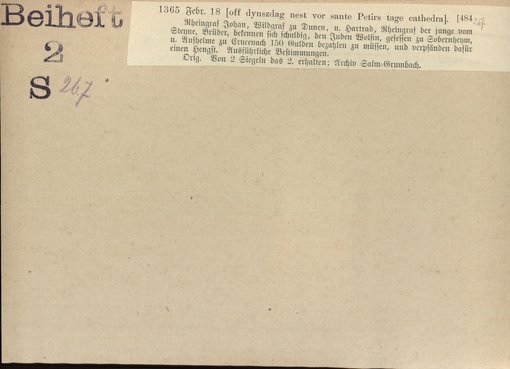 Beiheft
2
S 267
1365 Febr. 18 [off dynszdag nest vor sante Petirs tage cathedra]. [484
Rheingraf Johan, Wildgraf zu Dunen, u. Hartrad, Rheingraf der junge vom
Steyne, Brüder, bekennen sich schuldig, den Juden Wolfin, gesessen zu Sobernheym,
u. Anshelme zu Crucenach 150 Gulden bezahlen zu müssen, und verpfänden dafür
einen Hengst. Ausführliche Bestimmungen.
Orig. Von 2 Siegeln das 2. erhalten; Archiv Salm-Grumbach.